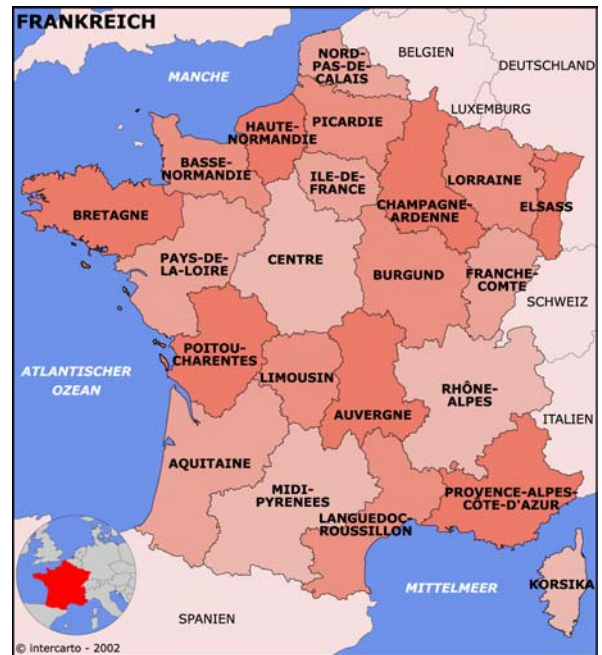 FRANKREICH
NORD-
PAS-DE-
CALAIS
BELGIEN
DEUTSCHLAND
MANCHE
LUXEMBURG
HAUTE-
NORMANDIE
PICARDIE
BASSE-
NORMANDIE
ILE-DE-
FRANCE
CHAMPAGNE-
ARDENNE
LORRAINE
ELSASS
BRETAGNE
PAYS-DE-
LA-LOIRE
CENTRE
BURGUND
FRANCHE-
COMTE
SCHWEIZ
POITOU-
CHARENTES
ATLANTISCHER
OZEAN
LIMOUSIN
AUVERGNE
RHÔNE-
ALPES
ITALIEN
AQUITAINE
MIDI-
PYRENEES
LANGUEDOC-
ROUSSILLON
PROVENCE-ALPES-
CÔTE-D'AZUR
MITTELMEER
KORSIKA
SPANIEN
© intercarto - 2002